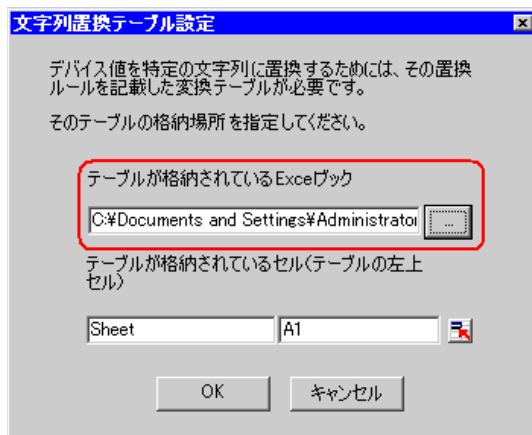 文字列置換テーブル設定
デバイス値を特定の文字列に置換するためには、その置換
ルールを記載した変換テーブルが必要です。
そのテーブルの格納場所を指定してください。
テーブルが格納されているExcelブック
C:¥Documents and Settings¥Administrator
...
テーブルが格納されているセル(テーブルの左上
セル)
Sheet
A1
OK
キャンセル